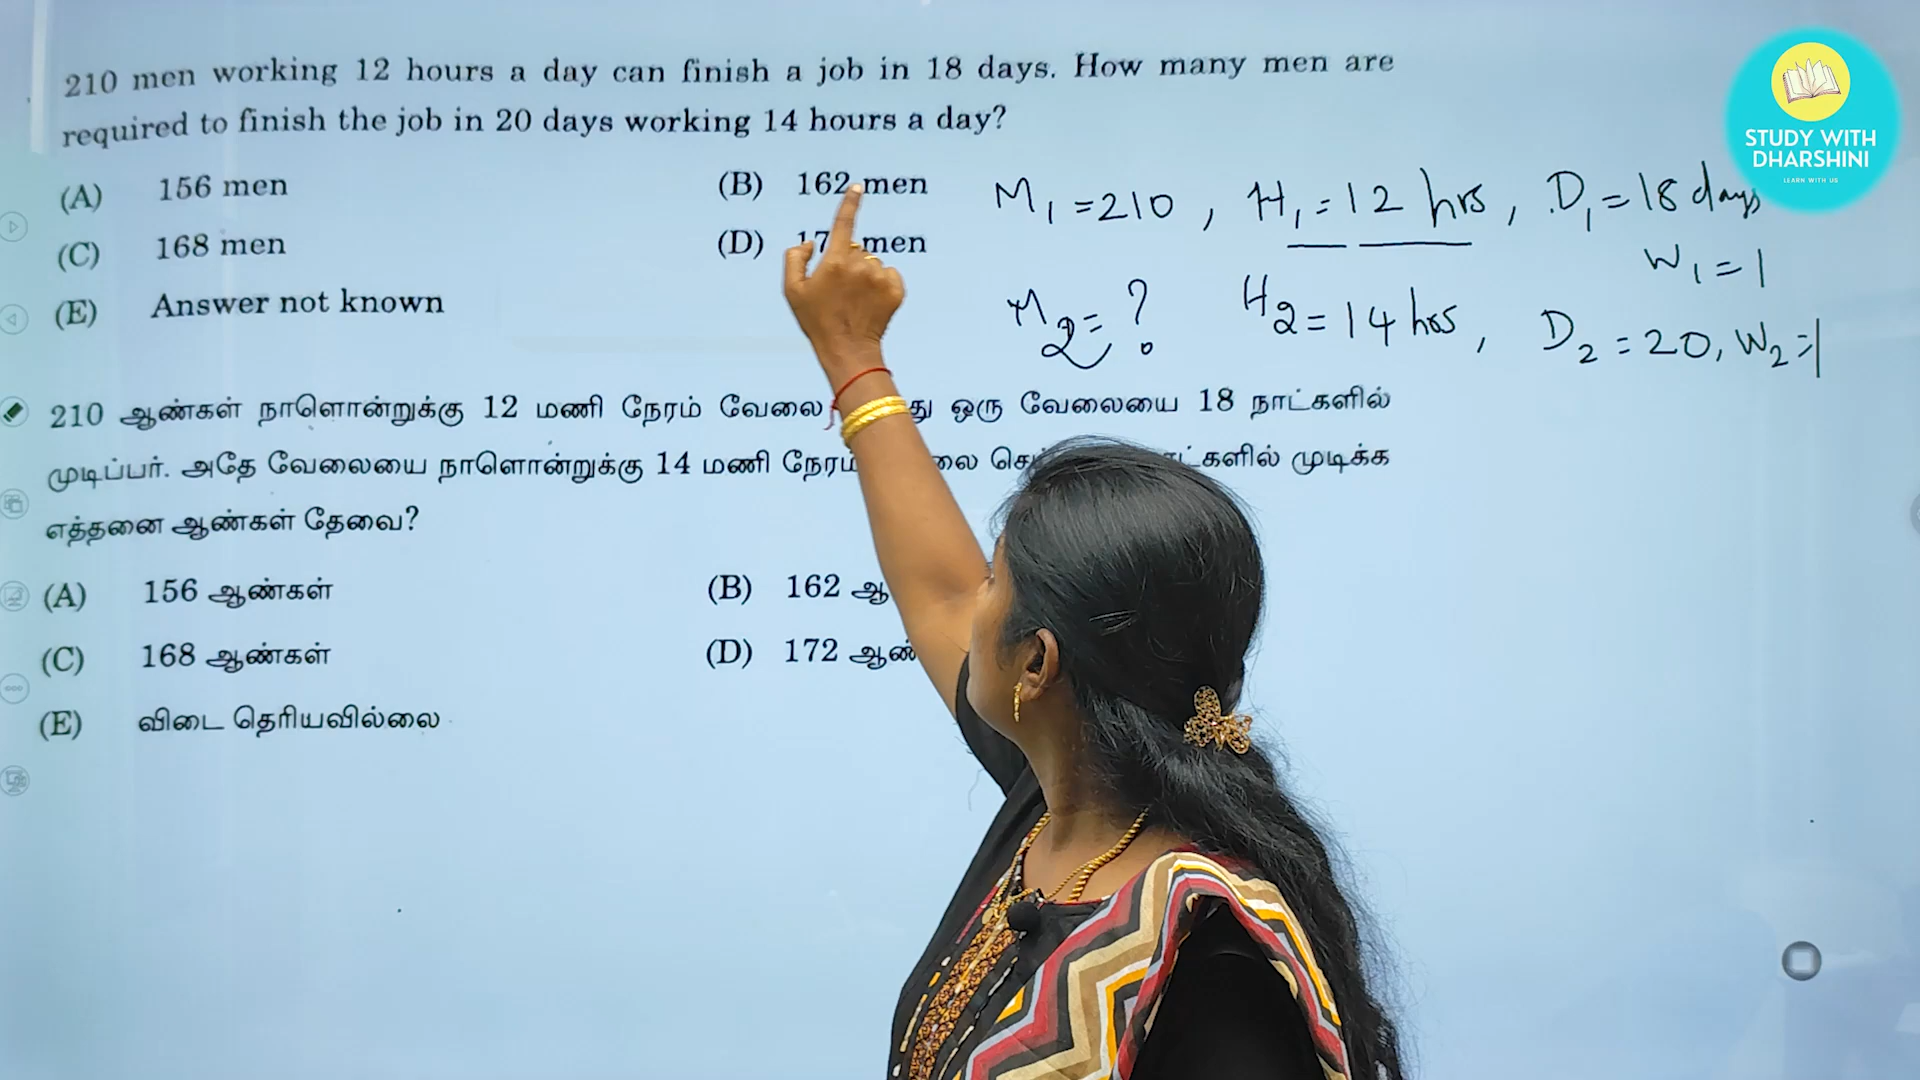 210 men working 12 hours a day can finish a job in 18 days. How many men are
required to finish the job in 20 days working 14 hours a day?
(A) 156 men (B) 162 men
(C) 168 men (D) men
(E) Answer not known
M1 = 210 , H1 = 12 hrs , D1 = 18 days
W1 = 1
M2 = ? H2 = 14 hrs , D2 = 20 , W2 = 1
210 ஆண்கள் நாளொன்றுக்கு 12 மணி நேரம் வேலை ஒரு வேலையை 18 நாட்களில்
முடிப்பர். அதே வேலையை நாளொன்றுக்கு 14 மணி முடிக்க
எத்தனை ஆண்கள் தேவை?
(A) 156 ஆண்கள் (B) 162
(C) 168 ஆண்கள் (D) 172
(E) விடை தெரியவில்லை
STUDY WITH
DHARSHINI
LEARN WITH US